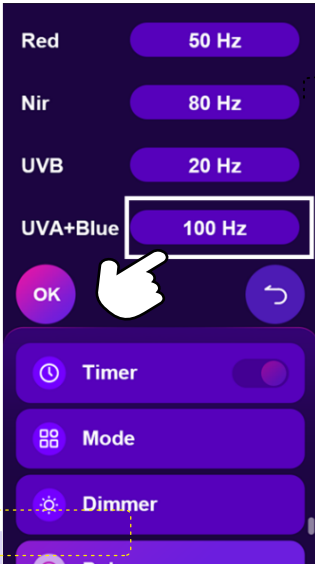 Red 50 Hz
Nir 80 Hz
UVB 20 Hz
UVA+Blue 100 Hz
OK
Timer
Mode
Dimmer